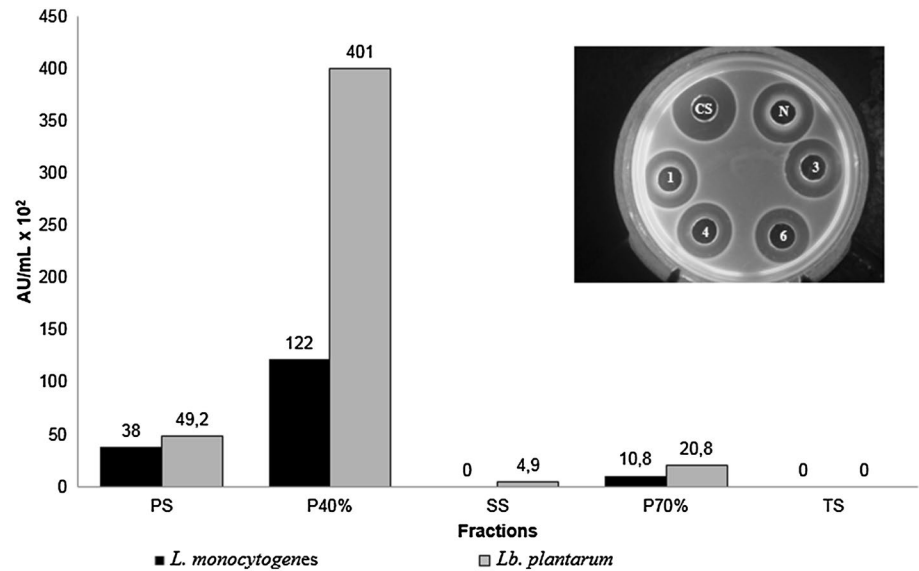 450
400
350
300
250
200
150
100
50
0
AU/mL x 10²
38
49,2
122
401
0
4,9
10,8
20,8
0
0
PS
P40%
SS
P70%
TS
Fractions
L. monocytogenes
Lb. plantarum
CS
N
1
3
4
6